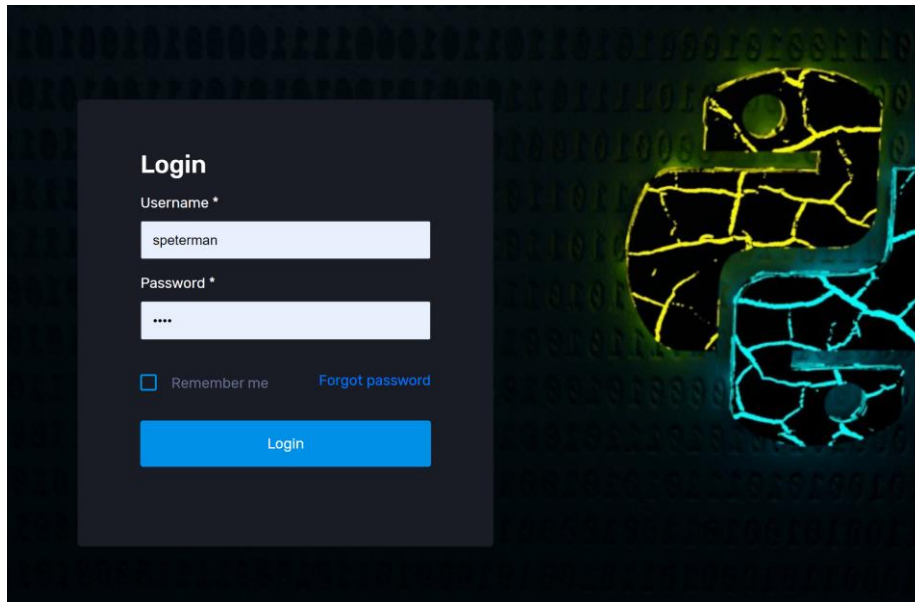 Login
Username *
speterman
Password *
••••
Remember me Forgot password
Login